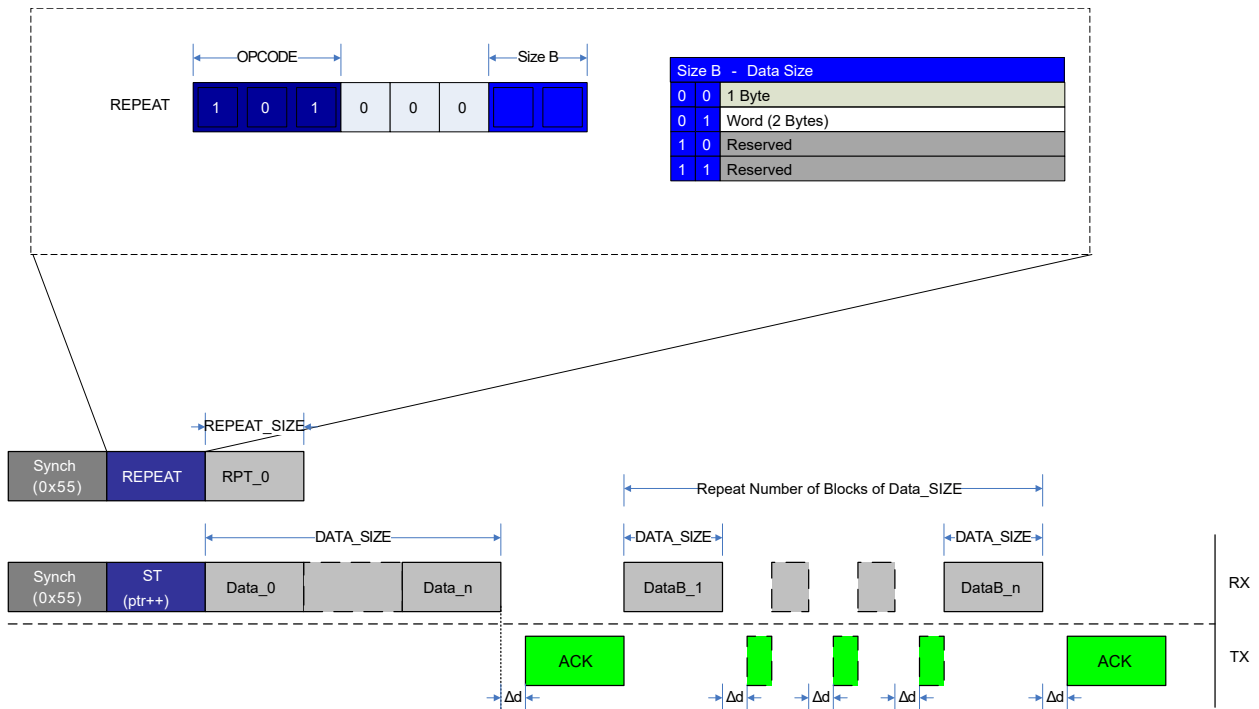 OPCODE
Size B
REPEAT
1 0 1 0 0 0
Size B - Data Size
0 0 1 Byte
0 1 Word (2 Bytes)
1 0 Reserved
1 1 Reserved
REPEAT_SIZE
Synch
(0x55)
REPEAT
RPT_0
Repeat Number of Blocks of Data_SIZE
DATA_SIZE
DATA_SIZE
DATA_SIZE
Synch
(0x55)
ST
(ptr++)
Data_0
Data_n
DataB_1
DataB_n
RX
ACK
ACK
TX
Δd
Δd
Δd
Δd
Δd